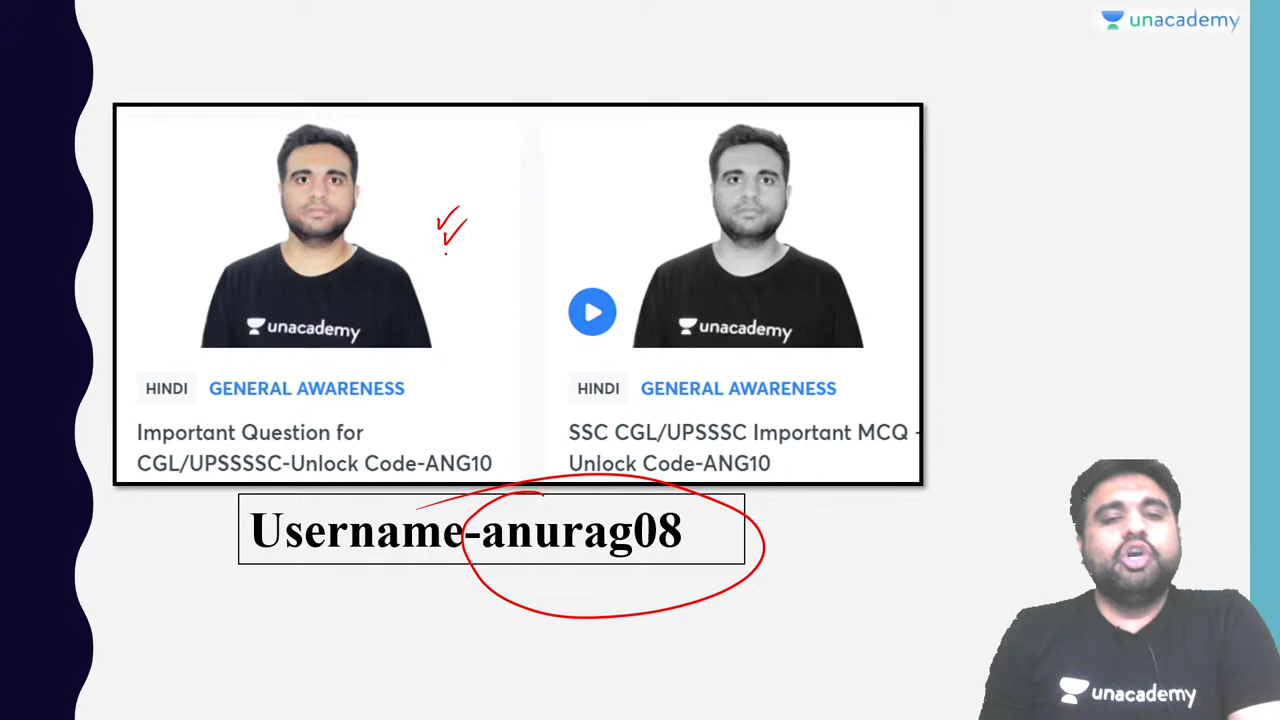 unacademy
unacademy
unacademy
HINDI GENERAL AWARENESS
HINDI GENERAL AWARENESS
Important Question for
CGL/UPSSSSC-Unlock Code-ANG10
SSC CGL/UPSSSC Important MCQ -
Unlock Code-ANG10
Username-anurag08
unacademy